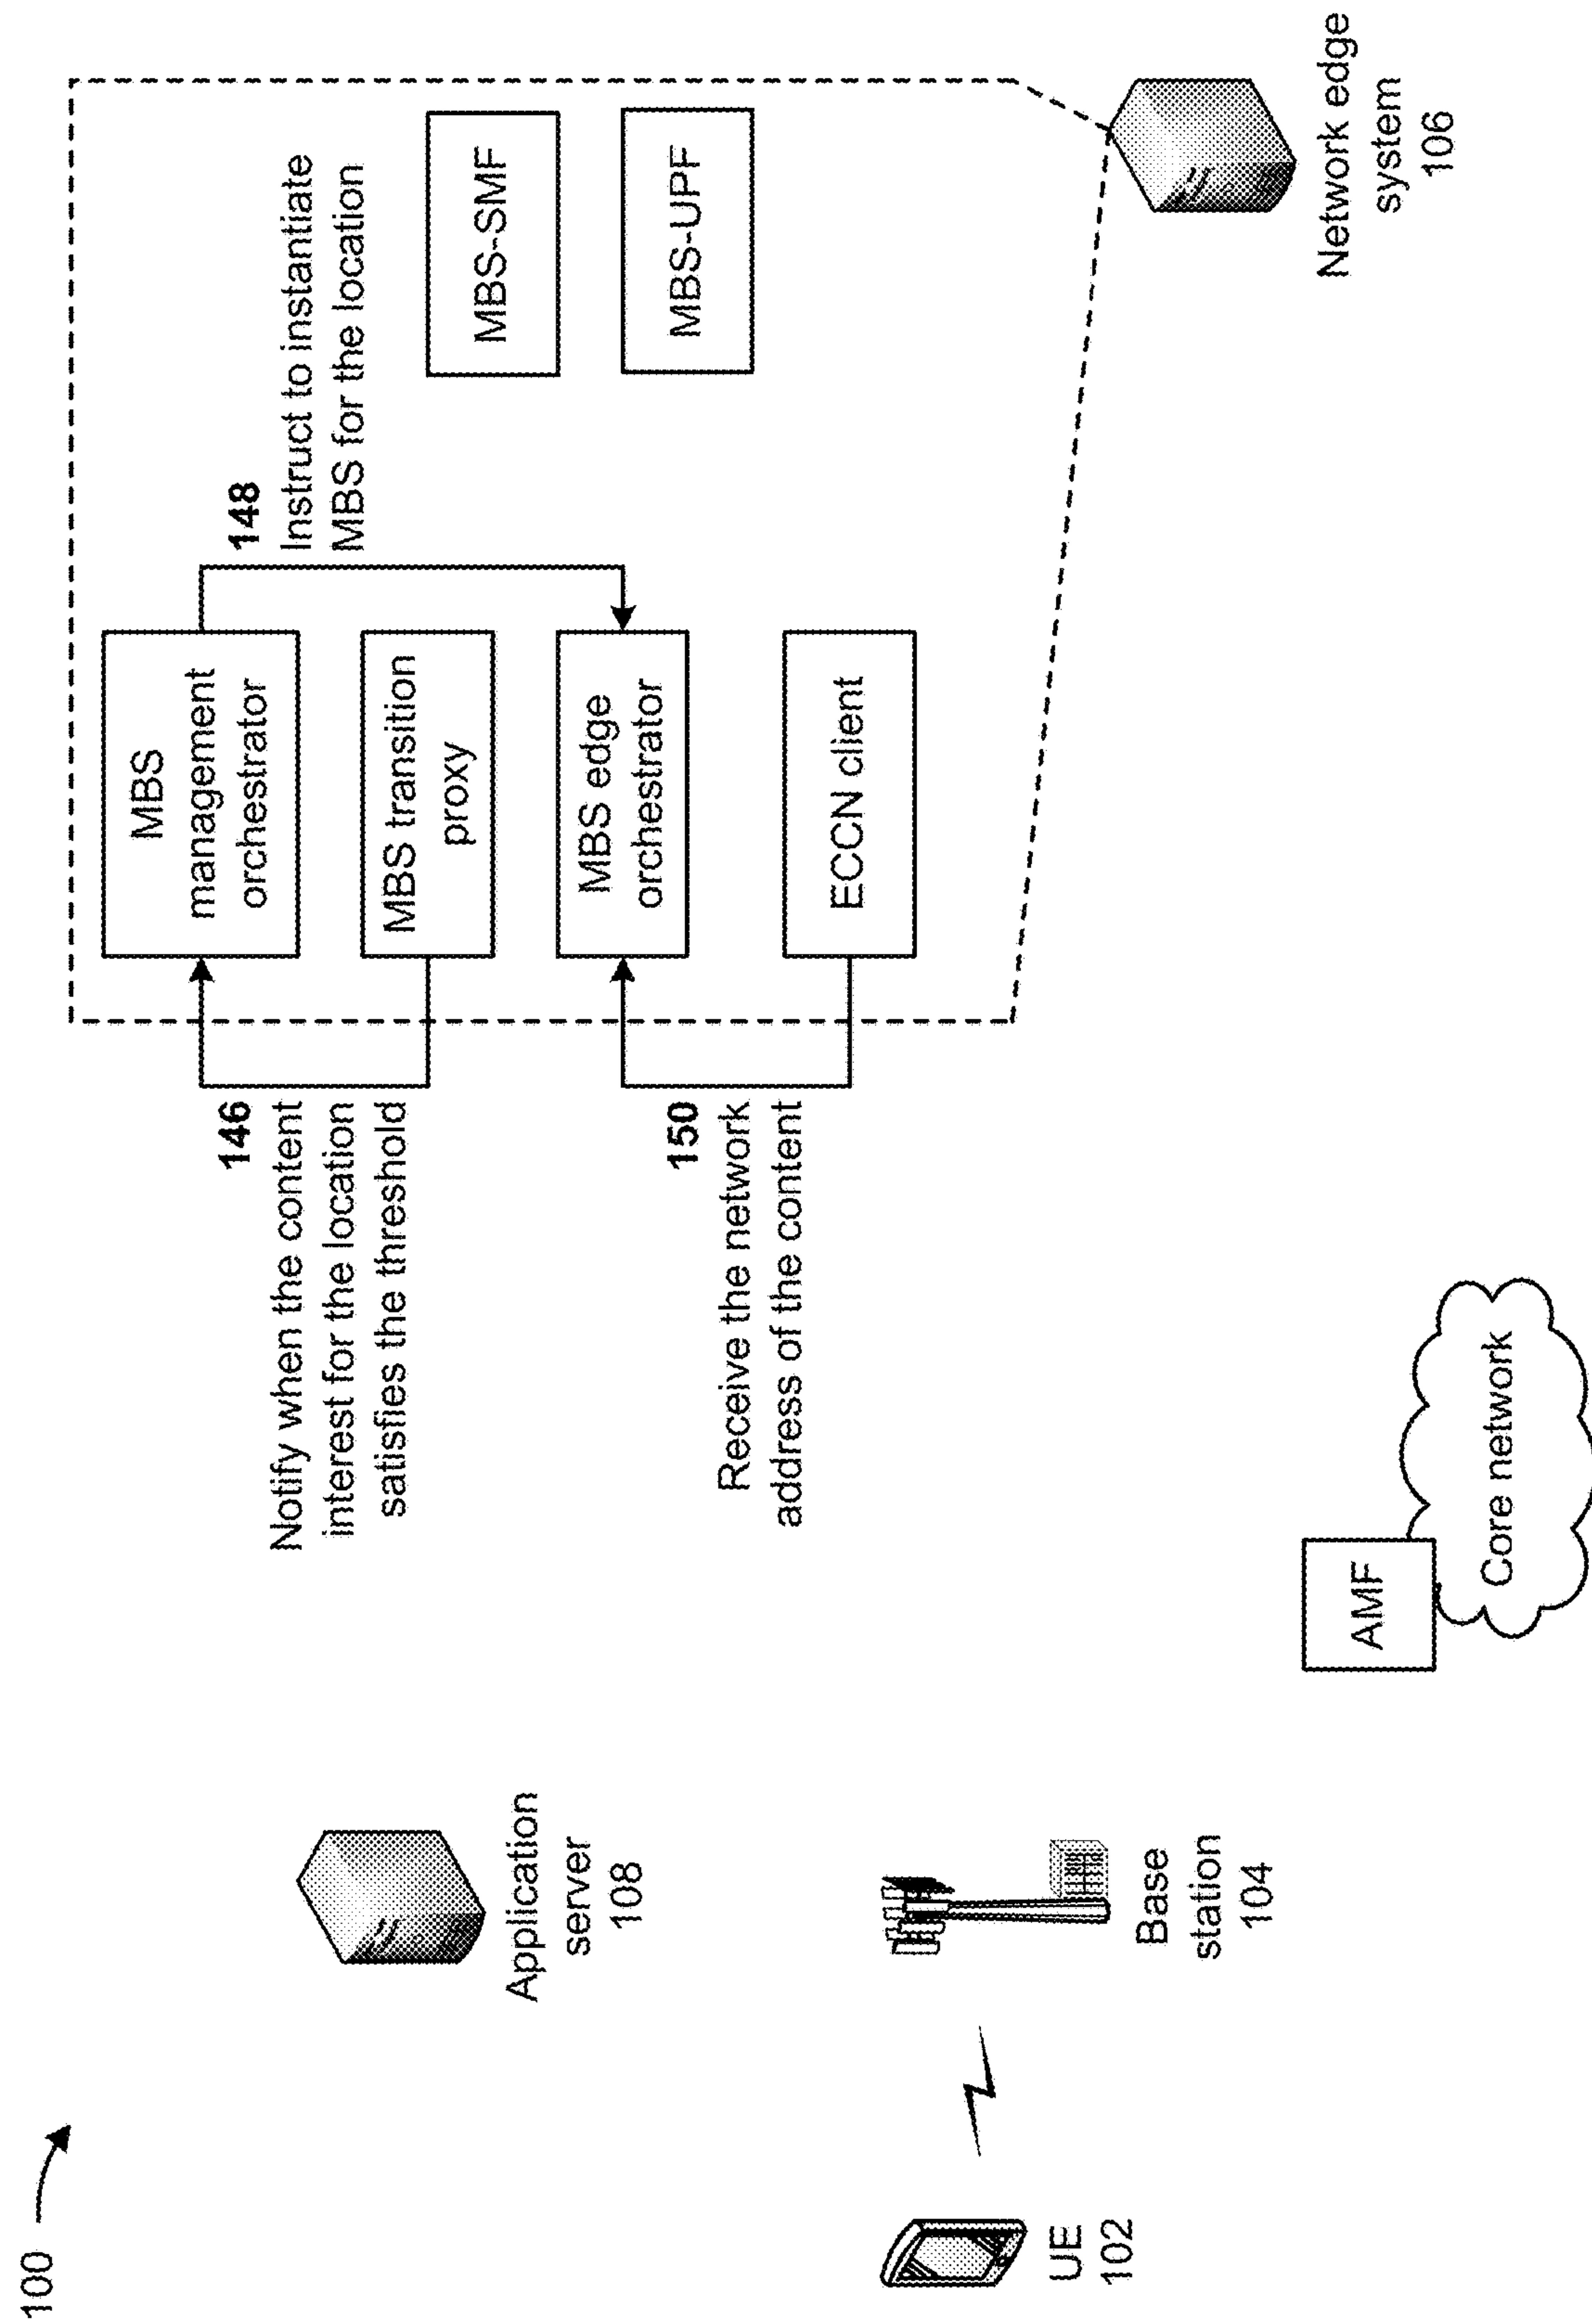 100
146
Notify when the content
interest for the location
satisfies the threshold
148
Instruct to instantiate
MBS for the location
MBS
management
orchestrator
MBS transition
proxy
MBS edge
orchestrator
ECCN client
MBS-SMF
MBS-UPF
150
Receive the network
address of the content
Application
server
108
UE
102
Base
station
104
AMF
Core network
Network edge
system
106